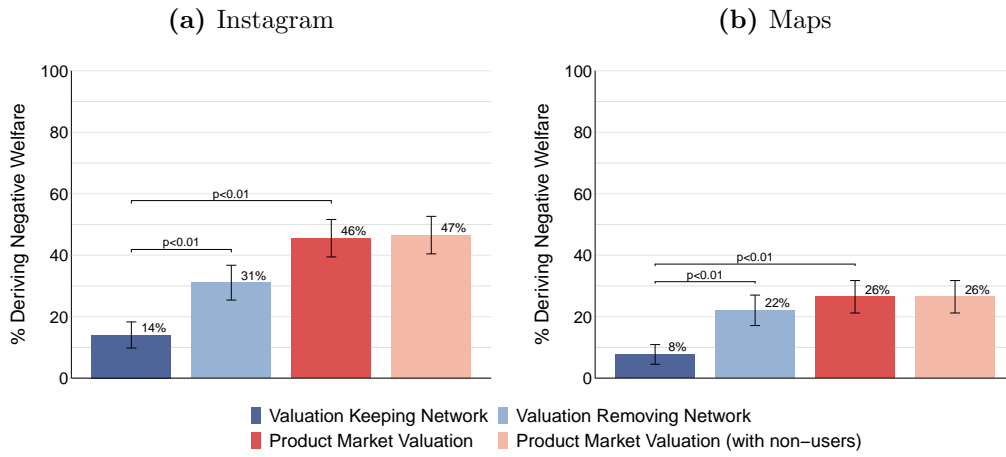 (a) Instagram
(b) Maps
% Deriving Negative Welfare
100
80
60
40
20
0
p<0.01
p<0.01
14%
31%
46%
47%
% Deriving Negative Welfare
100
80
60
40
20
0
p<0.01
p<0.01
8%
22%
26%
26%
Valuation Keeping Network
Valuation Removing Network
Product Market Valuation
Product Market Valuation (with non−users)